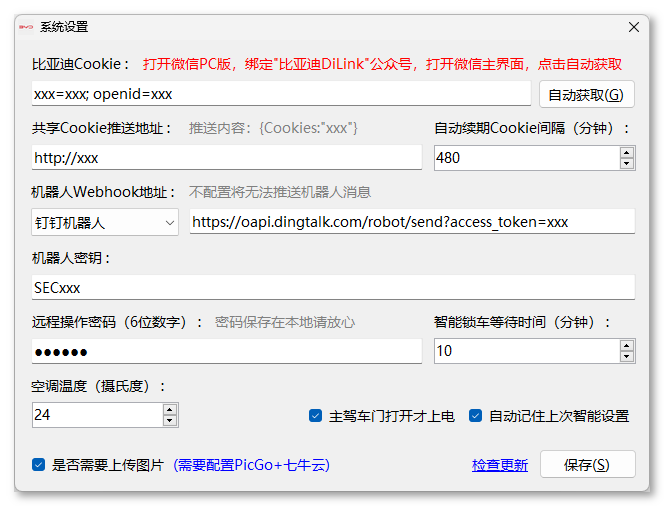 BYD 系统设置
比亚迪Cookie： 打开微信PC版，绑定"比亚迪DiLink"公众号，打开微信主界面，点击自动获取
xxx=xxx; openid=xxx 自动获取(G)
共享Cookie推送地址： 推送内容：{Cookies:"xxx"} 自动续期Cookie间隔（分钟）：
http://xxx 480
机器人Webhook地址： 不配置将无法推送机器人消息
钉钉机器人 https://oapi.dingtalk.com/robot/send?access_token=xxx
机器人密钥：
SECxxx
远程操作密码（6位数字）： 密码保存在本地请放心 智能锁车等待时间（分钟）：
●●●●●● 10
空调温度（摄氏度）：
24 主驾车门打开才上电 自动记住上次智能设置
是否需要上传图片 (需要配置PicGo+七牛云) 检查更新 保存(S)